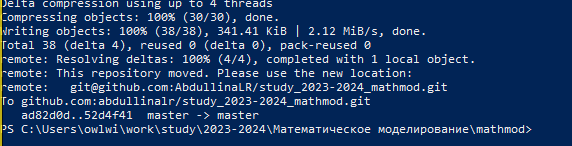 Delta compression using up to 4 threads
Compressing objects: 100% (30/30), done.
Writing objects: 100% (38/38), 341.41 KiB | 2.12 MiB/s, done.
Total 38 (delta 4), reused 0 (delta 0), pack-reused 0
remote: Resolving deltas: 100% (4/4), completed with 1 local object.
remote: This repository moved. Please use the new location:
remote:   git@github.com:AbdullinaLR/study_2023-2024_mathmod.git
To github.com:abdullinalr/study_2023-2024_mathmod.git
   ad82d0d..52d4f41  master -> master
PS C:\Users\owlwi\work\study\2023-2024\Математическое моделирование\mathmod>